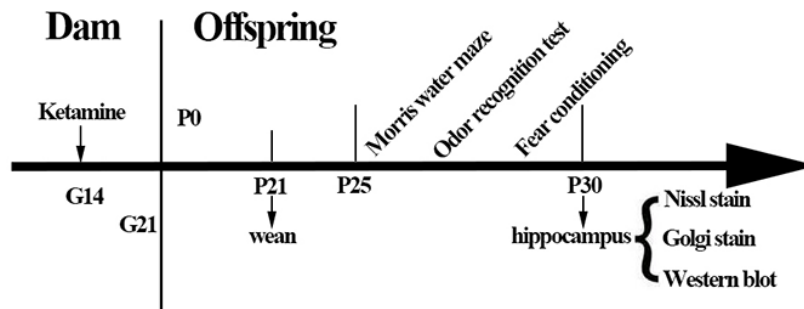 Dam
Offspring
Ketamine
P0
Morris water maze
Odor recognition test
Fear conditioning
G14
G21
P21
P25
P30
wean
hippocampus
Nissl stain
Golgi stain
Western blot